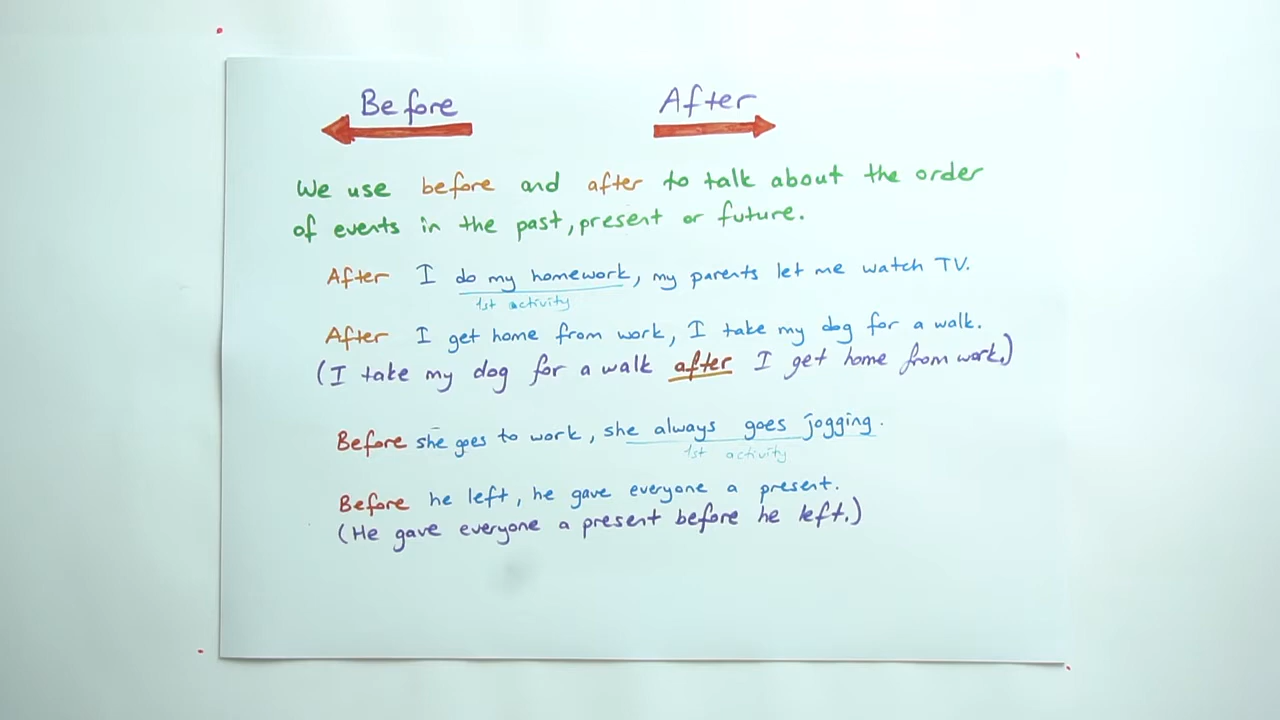 Before After
We use before and after to talk about the order
of events in the past, present or future.
After I do my homework, my parents let me watch TV.
1st activity
After I get home from work, I take my dog for a walk.
(I take my dog for a walk after I get home from work.)
Before she goes to work, she always goes jogging.
1st activity
Before he left, he gave everyone a present.
(He gave everyone a present before he left.)